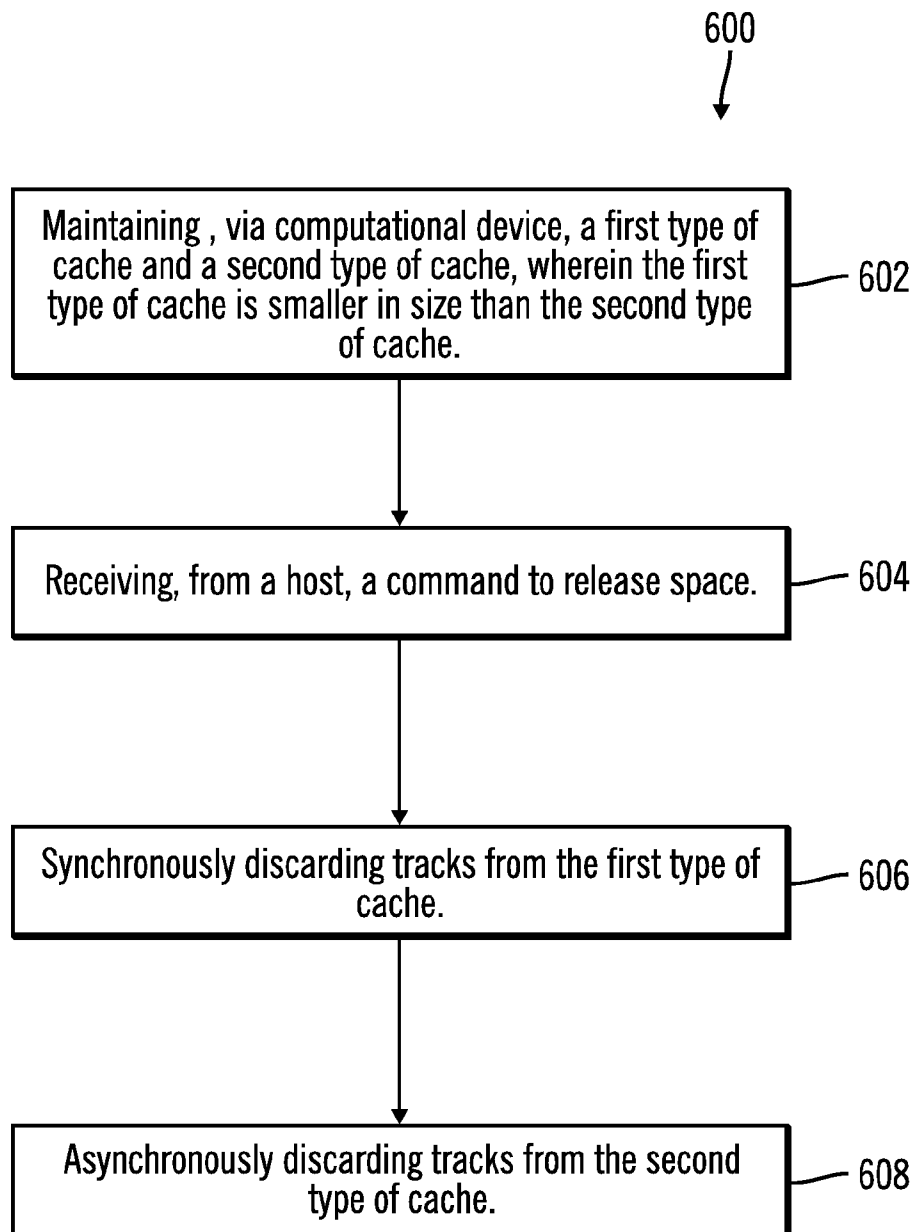 600
Maintaining , via computational device, a first type of
cache and a second type of cache, wherein the first
type of cache is smaller in size than the second type
of cache.
602
Receiving, from a host, a command to release space.
604
Synchronously discarding tracks from the first type of
cache.
606
Asynchronously discarding tracks from the second
type of cache.
608